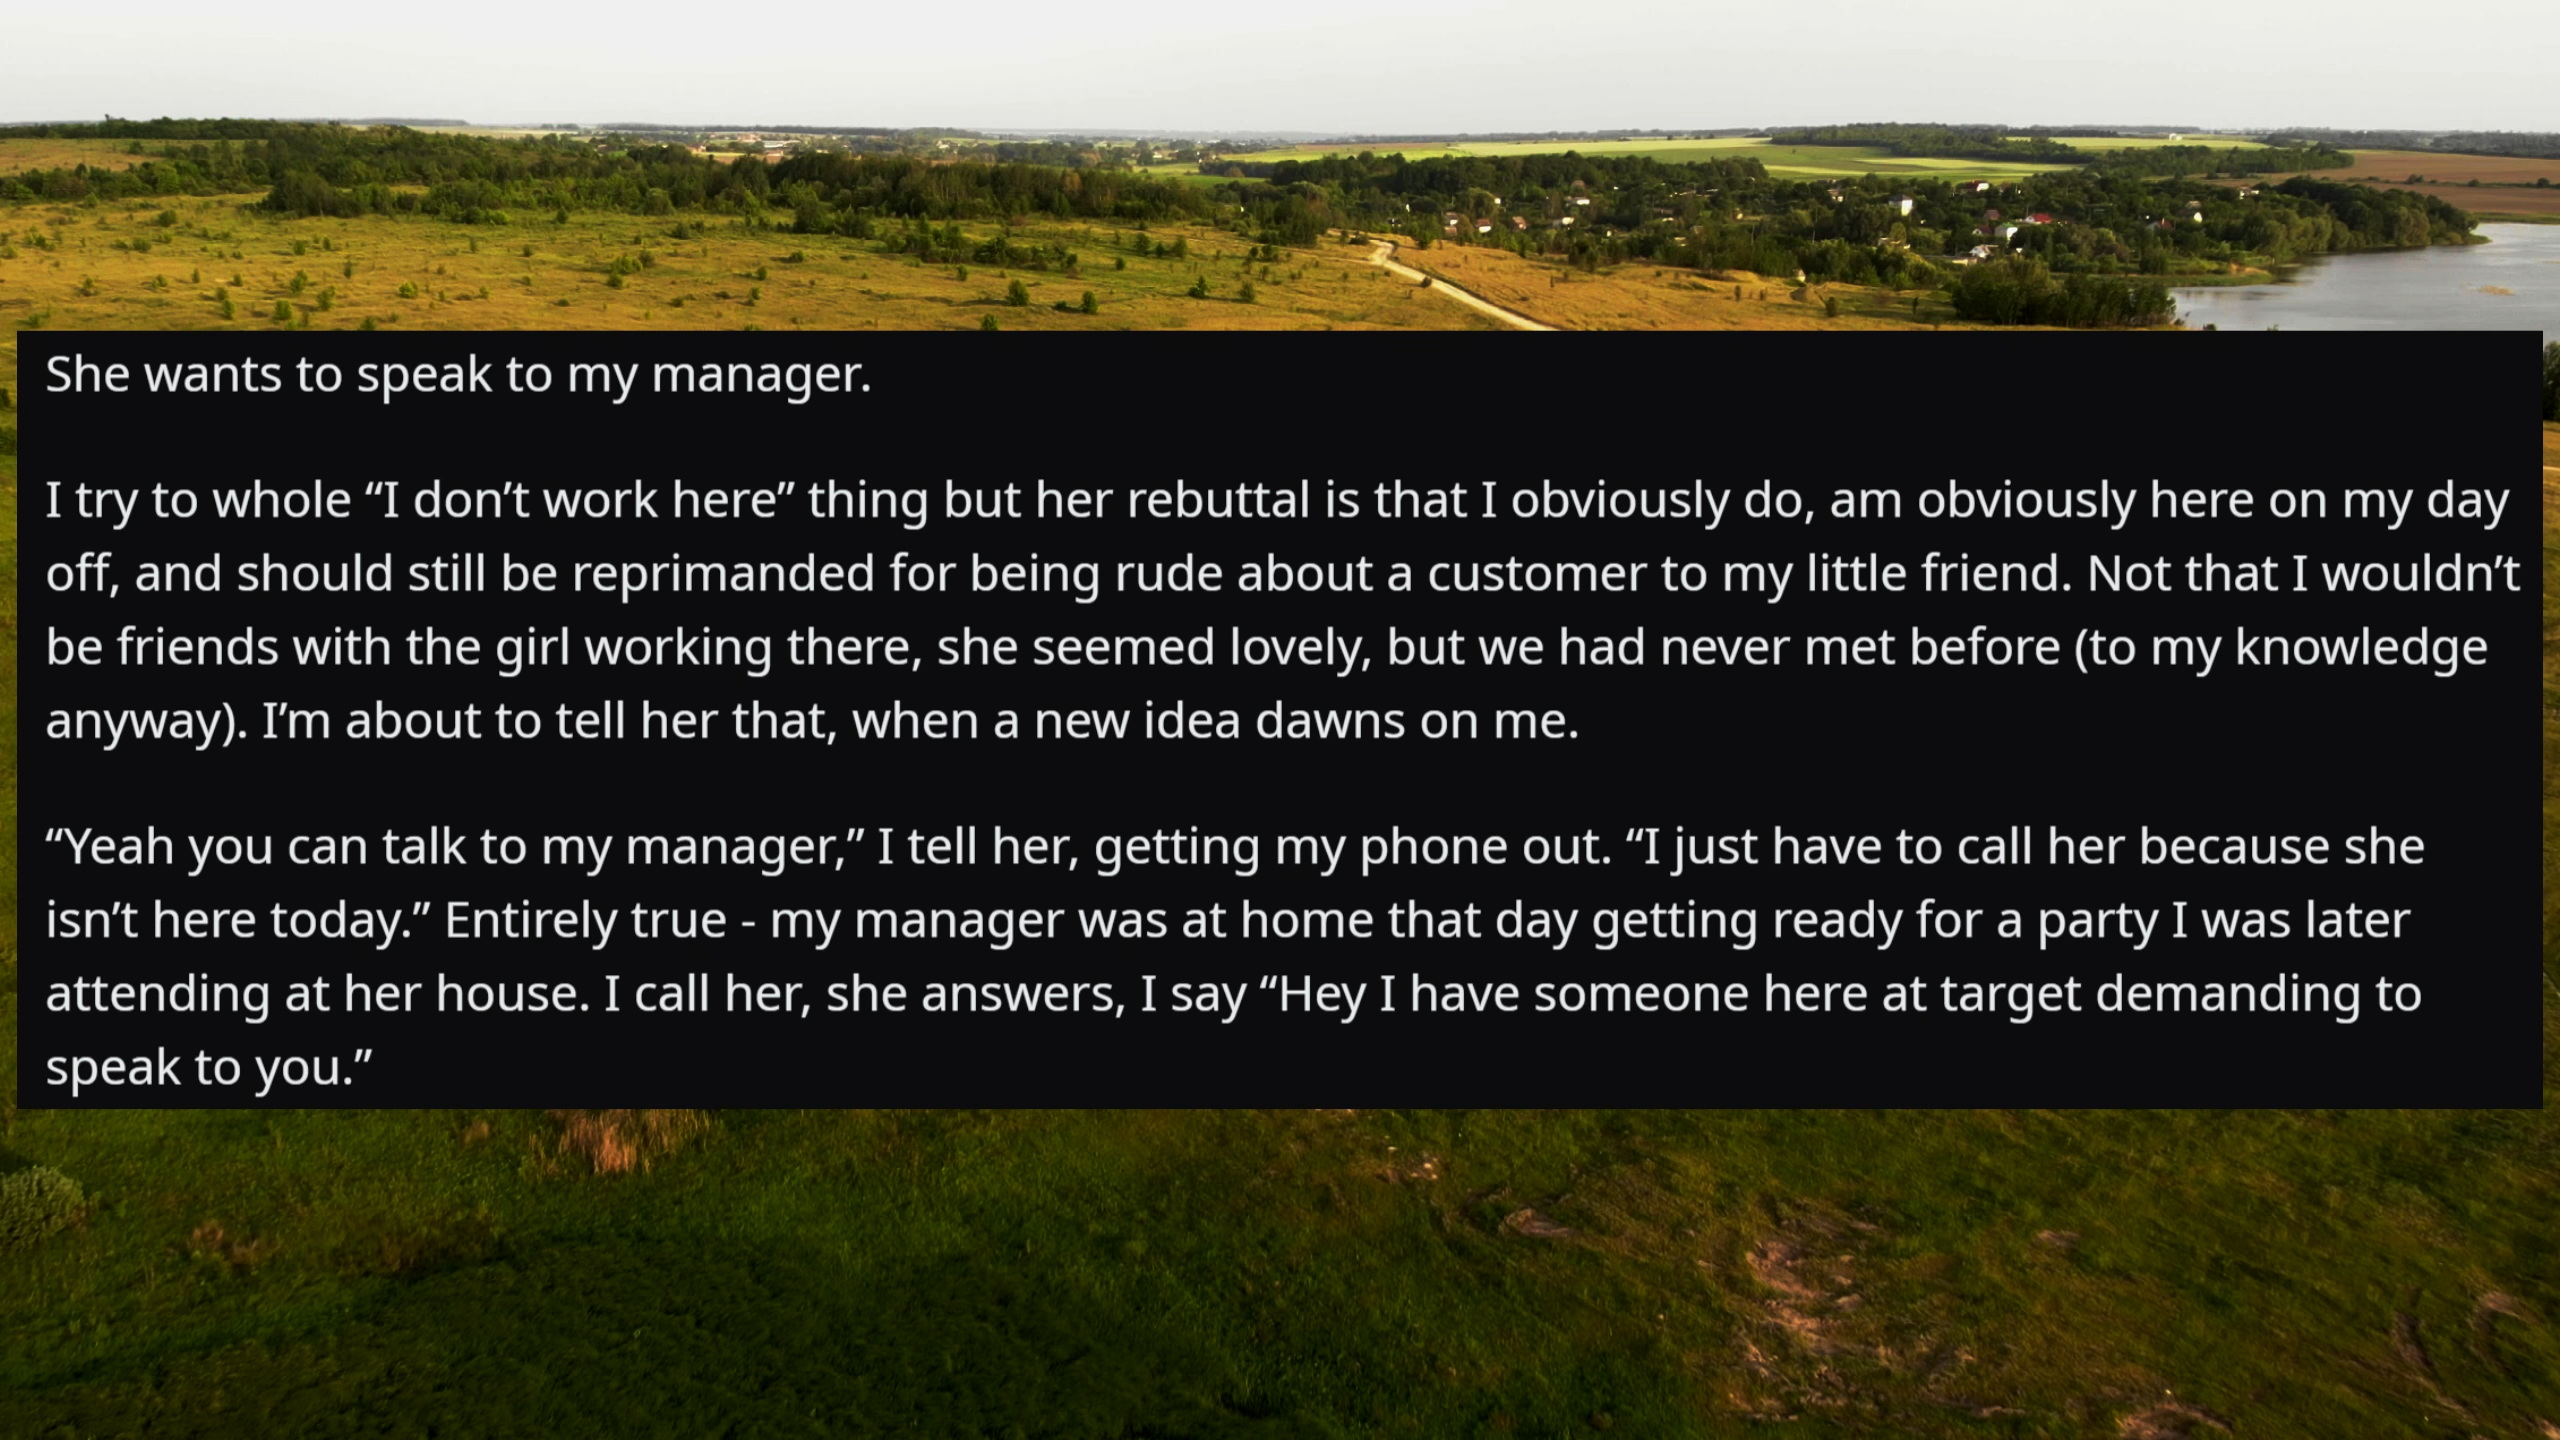 She wants to speak to my manager.
I try to whole “I don’t work here” thing but her rebuttal is that I obviously do, am obviously here on my day
off, and should still be reprimanded for being rude about a customer to my little friend. Not that I wouldn’t
be friends with the girl working there, she seemed lovely, but we had never met before (to my knowledge
anyway). I’m about to tell her that, when a new idea dawns on me.
“Yeah you can talk to my manager,” I tell her, getting my phone out. “I just have to call her because she
isn’t here today.” Entirely true - my manager was at home that day getting ready for a party I was later
attending at her house. I call her, she answers, I say “Hey I have someone here at target demanding to
speak to you.”